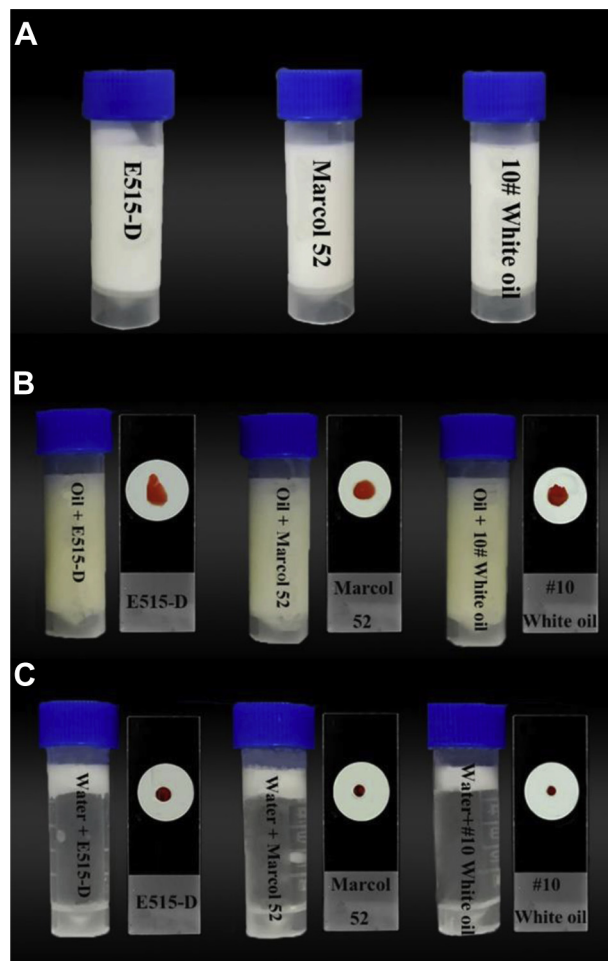 A
E515-D
Marcol 52
10# White oil
B
Oil + E515-D
E515-D
Oil + Marcol 52
Marcol
52
Oil + 10# White oil
#10
White oil
C
Water + E515-D
E515-D
Water + Marcol 52
Marcol
52
Water+#10 White oil
#10
White oil